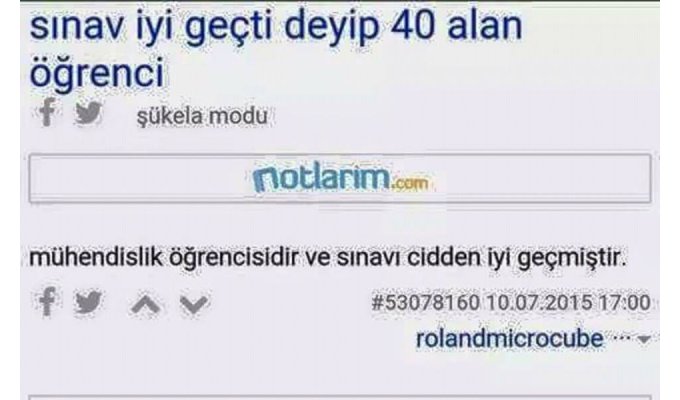 sınav iyi geçti deyip 40 alan
öğrenci
şükela modu
notlarim.com
mühendislik öğrencisidir ve sınavı cidden iyi geçmiştir.
#53078160 10.07.2015 17:00
rolandmicrocube ...